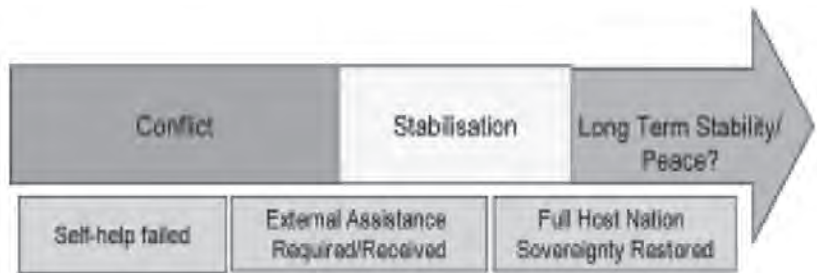 Conflict
Stabilisation
Long Term Stability/
Peace?
Self-help failed
External Assistance
Required/Received
Full Host Nation
Sovereignty Restored